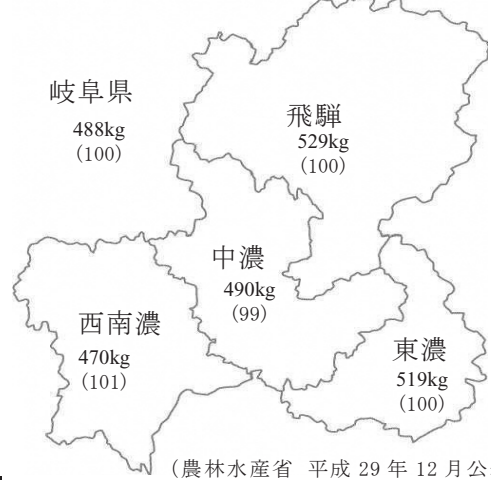 岐阜県
488kg
(100)
飛騨
529kg
(100)
中濃
490kg
(99)
西南濃
470kg
(101)
東濃
519kg
(100)
(農林水産省 平成 29 年 12 月公